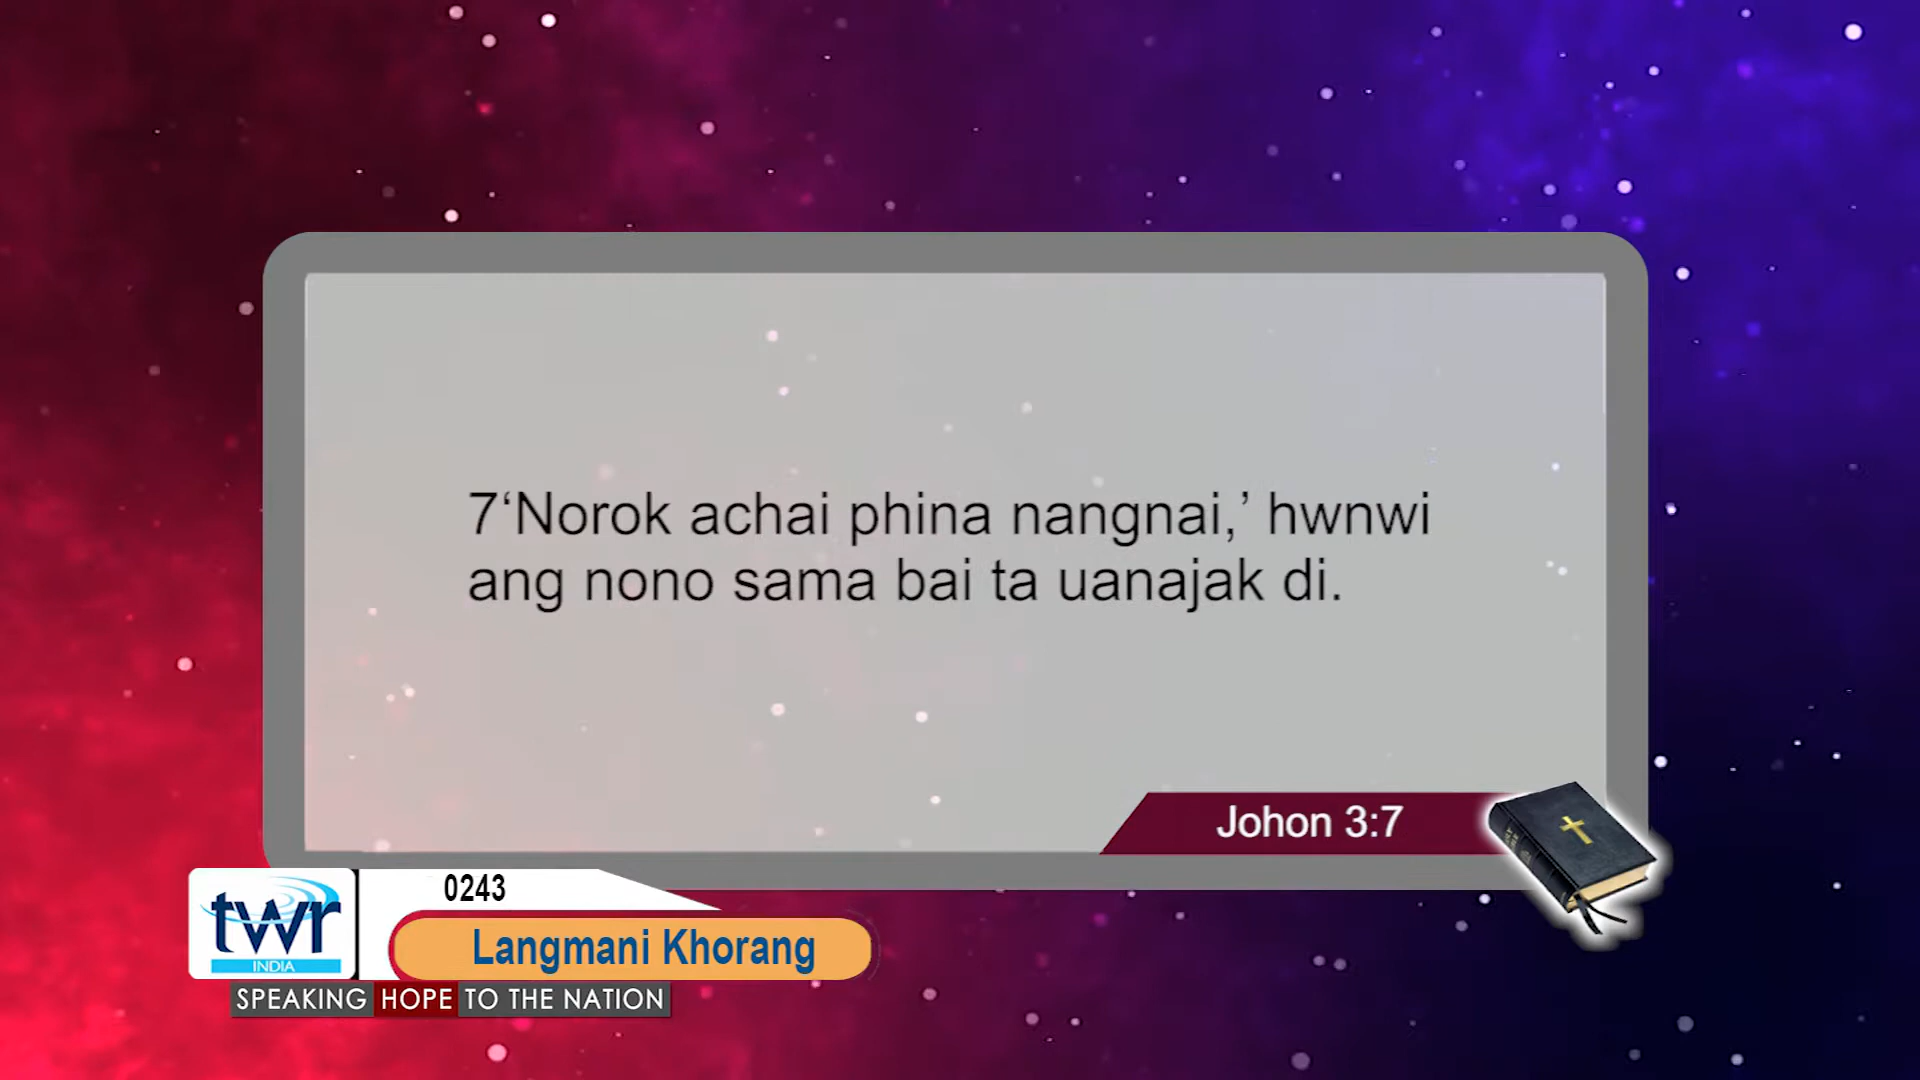 7‘Norok achai phina nangnai,’ hwnwi
ang nono sama bai ta uanajak di.
Johon 3:7
0243
twr
INDIA
Langmani Khorang
SPEAKING HOPE TO THE NATION